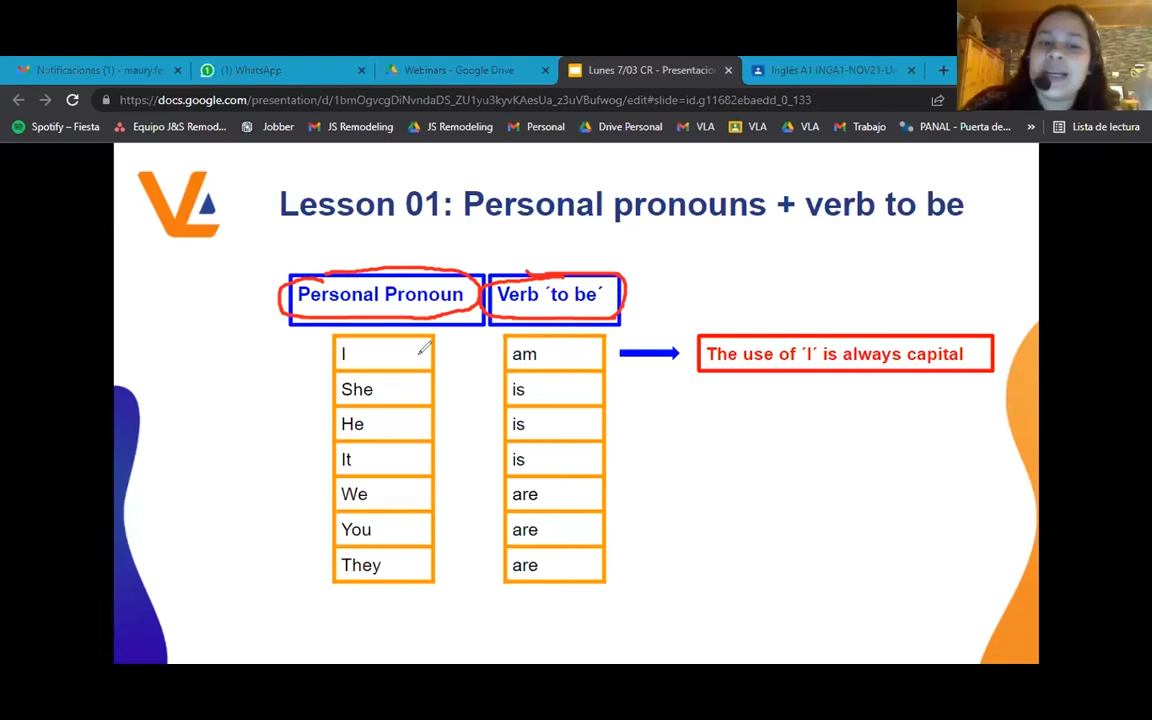 Notificaciones (1) - maury.fe
(1) WhatsApp
Webinars - Google Drive
Lunes 7/03 CR - Presentacio
Inglés A1 INGA1-NOV21-LM
https://docs.google.com/presentation/d/1bmOgvcgDiNvndaDS_ZU1yu3kyvKAesUa_z3uVBufwog/edit#slide=id.g11682ebaedd_0_133
Spotify – Fiesta
Equipo J&S Remod...
Jobber
JS Remodeling
JS Remodeling
Personal
Drive Personal
VLA
VLA
VLA
Trabajo
PANAL - Puerta de...
»
Lista de lectura
VL
Lesson 01: Personal pronouns + verb to be
Personal Pronoun
Verb ´to be´
I am
The use of ´I´ is always capital
She is
He is
It is
We are
You are
They are